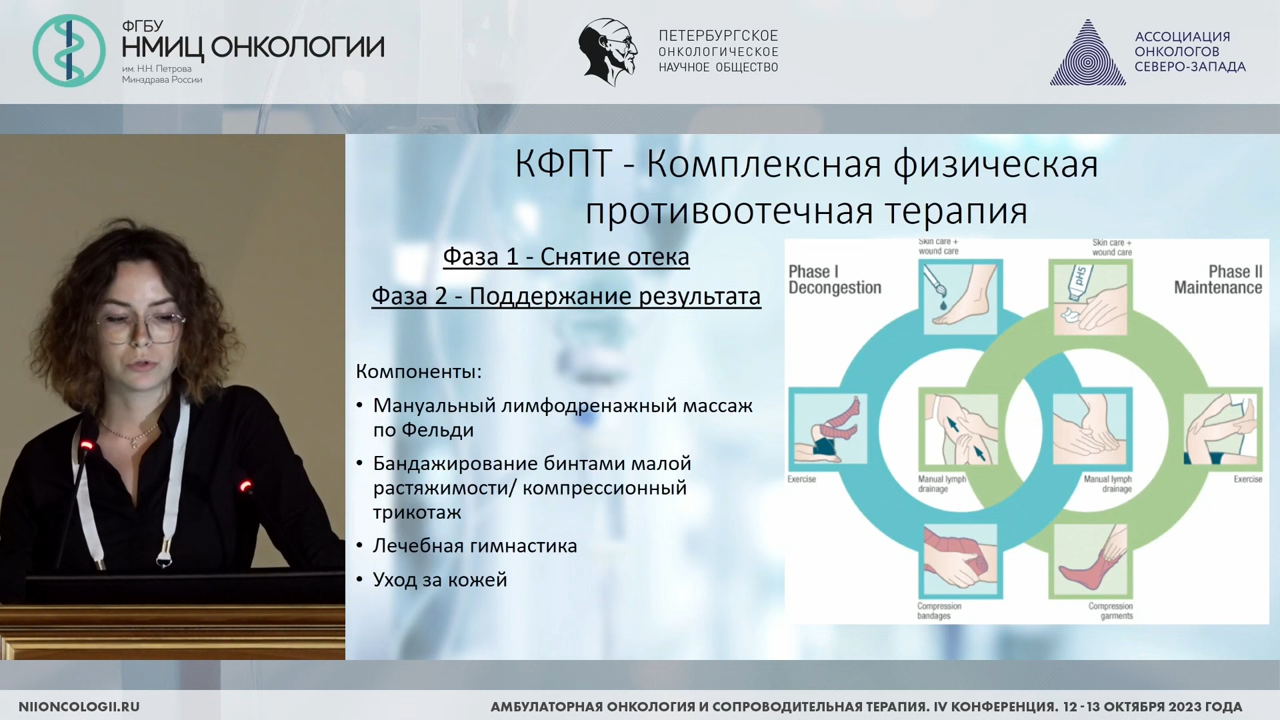 ФГБУ
НМИЦ ОНКОЛОГИИ
им. Н.Н. Петрова
Минздрава России
ПЕТЕРБУРГСКОЕ
ОНКОЛОГИЧЕСКОЕ
НАУЧНОЕ ОБЩЕСТВО
АССОЦИАЦИЯ
ОНКОЛОГОВ
СЕВЕРО-ЗАПАДА
КФПТ - Комплексная физическая
противоотечная терапия
Фаза 1 - Снятие отека
Фаза 2 - Поддержание результата
Компоненты:
• Мануальный лимфодренажный массаж
по Фельди
• Бандажирование бинтами малой
растяжимости/ компрессионный
трикотаж
• Лечебная гимнастика
• Уход за кожей
Skin care +
wound care
Skin care +
wound care
Phase I
Decongestion
Phase II
Maintenance
pH5
Exercise
Manual lymph
drainage
Manual lymph
drainage
Exercise
Compression
bandages
Compression
garments
NIIONCOLOGII.RU
АМБУЛАТОРНАЯ ОНКОЛОГИЯ И СОПРОВОДИТЕЛЬНАЯ ТЕРАПИЯ. IV КОНФЕРЕНЦИЯ. 12 - 13 ОКТЯБРЯ 2023 ГОДА